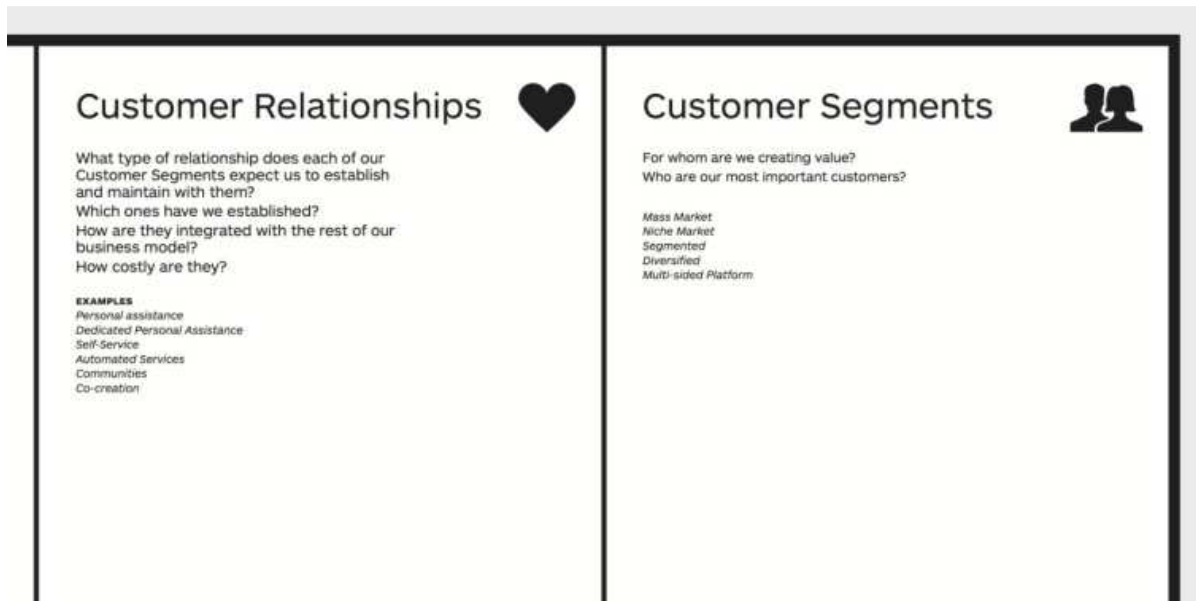 Customer Relationships
What type of relationship does each of our
Customer Segments expect us to establish
and maintain with them?
Which ones have we established?
How are they integrated with the rest of our
business model?
How costly are they?
EXAMPLES
Personal assistance
Dedicated Personal Assistance
Self-Service
Automated Services
Communities
Co-creation
Customer Segments
For whom are we creating value?
Who are our most important customers?
Mass Market
Niche Market
Segmented
Diversified
Multi-sided Platform